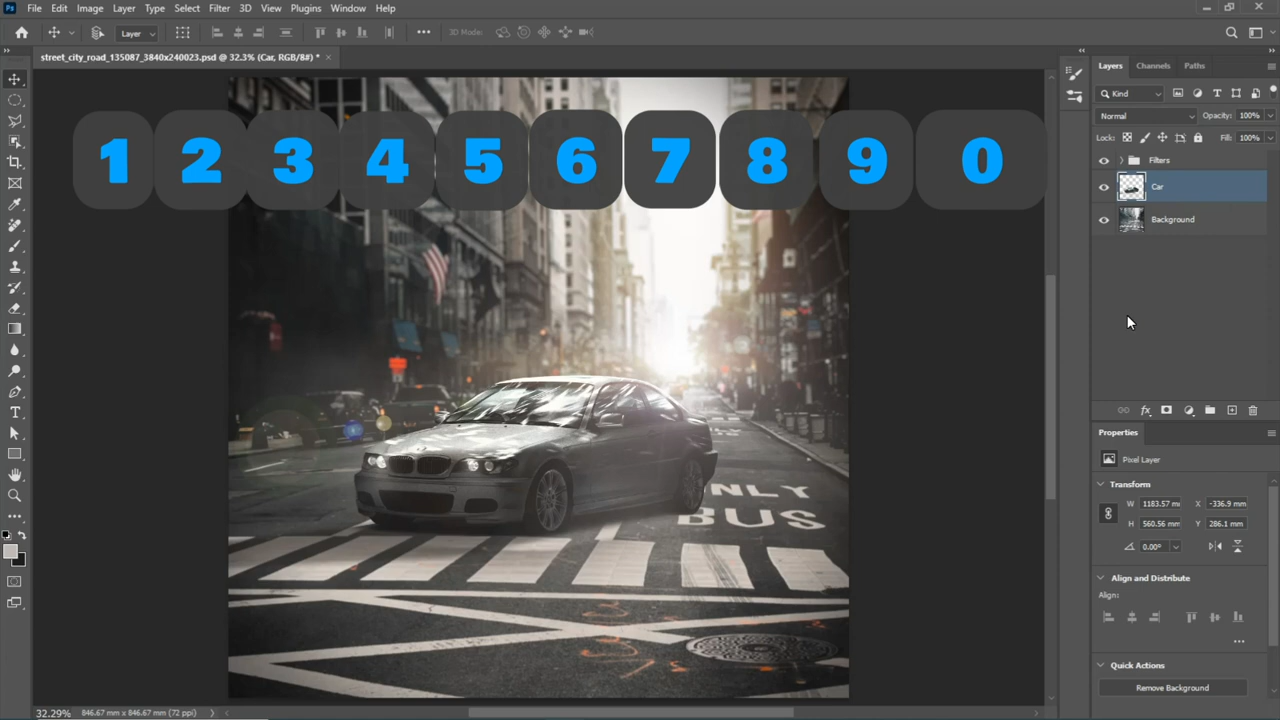 Ps File Edit Image Layer Type Select Filter 3D View Plugins Window Help
Layer 3D Mode:
street_city_road_135087_3840x240023.psd @ 32.3% (Car, RGB/8#) *
1 2 3 4 5 6 7 8 9 0
ONLY
BUS
32.29% 846.67 mm x 846.67 mm (72 ppi)
Layers Channels Paths
Kind
Normal Opacity: 100%
Lock: Fill: 100%
Filters
Car
Background
fx
Properties
Pixel Layer
Transform
W 1183.57 mm X -336.9 mm
H 560.56 mm Y 286.1 mm
0.00°
Align and Distribute
Align:
Quick Actions
Remove Background